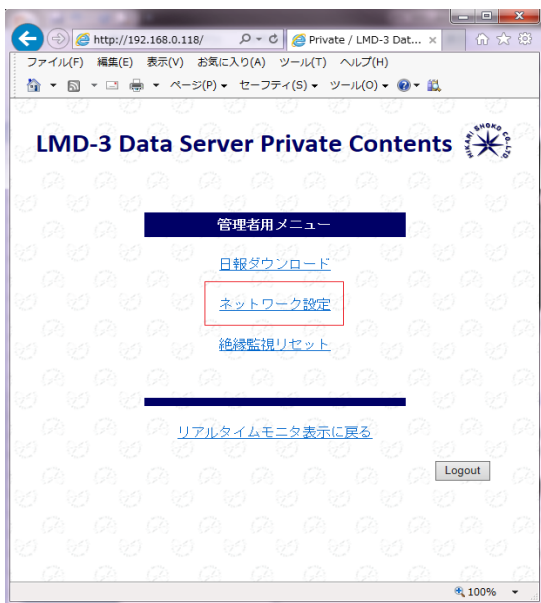 http://192.168.0.118/
Private / LMD-3 Dat...
ファイル(F) 編集(E) 表示(V) お気に入り(A) ツール(T) ヘルプ(H)
ページ(P) セーフティ(S) ツール(O)
LMD-3 Data Server Private Contents
HIKARI SHOKO CO.LTD
管理者用メニュー
日報ダウンロード
ネットワーク設定
絶縁監視リセット
リアルタイムモニタ表示に戻る
Logout
100%